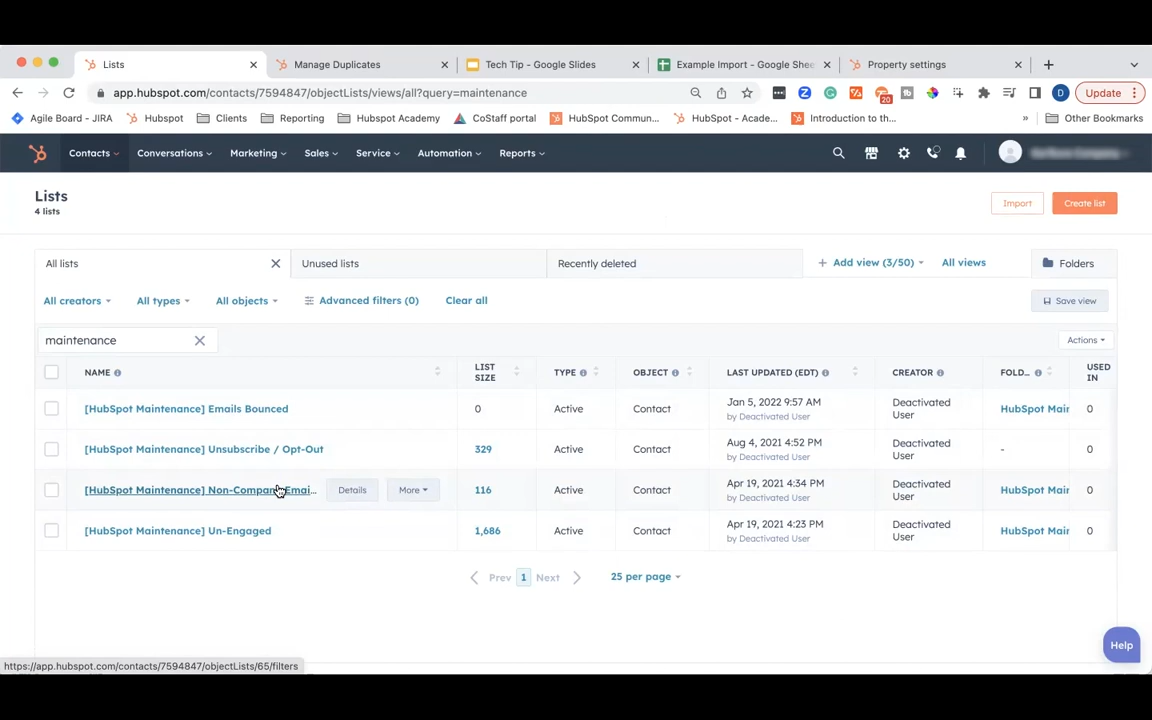 Lists
Manage Duplicates
Tech Tip - Google Slides
Example Import - Google Shee
Property settings
app.hubspot.com/contacts/7594847/objectLists/views/all?query=maintenance
20
D
Update
Agile Board - JIRA
Hubspot
Clients
Reporting
Hubspot Academy
CoStaff portal
HubSpot Commun...
HubSpot - Acade...
Introduction to th...
»
Other Bookmarks
Contacts
Conversations
Marketing
Sales
Service
Automation
Reports
Lists
4 lists
Import
Create list
All lists
Unused lists
Recently deleted
+ Add view (3/50)
All views
Folders
All creators
All types
All objects
Advanced filters (0)
Clear all
Save view
maintenance
Actions
NAME
LIST SIZE
TYPE
OBJECT
LAST UPDATED (EDT)
CREATOR
FOLD...
USED IN
[HubSpot Maintenance] Emails Bounced
0
Active
Contact
Jan 5, 2022 9:57 AM
by Deactivated User
Deactivated User
HubSpot Mair
0
[HubSpot Maintenance] Unsubscribe / Opt-Out
329
Active
Contact
Aug 4, 2021 4:52 PM
by Deactivated User
Deactivated User
-
0
[HubSpot Maintenance] Non-Company Emai...
Details
More
116
Active
Contact
Apr 19, 2021 4:34 PM
by Deactivated User
Deactivated User
HubSpot Mair
0
[HubSpot Maintenance] Un-Engaged
1,686
Active
Contact
Apr 19, 2021 4:23 PM
by Deactivated User
Deactivated User
HubSpot Mair
0
Prev
1
Next
25 per page
Help
https://app.hubspot.com/contacts/7594847/objectLists/65/filters